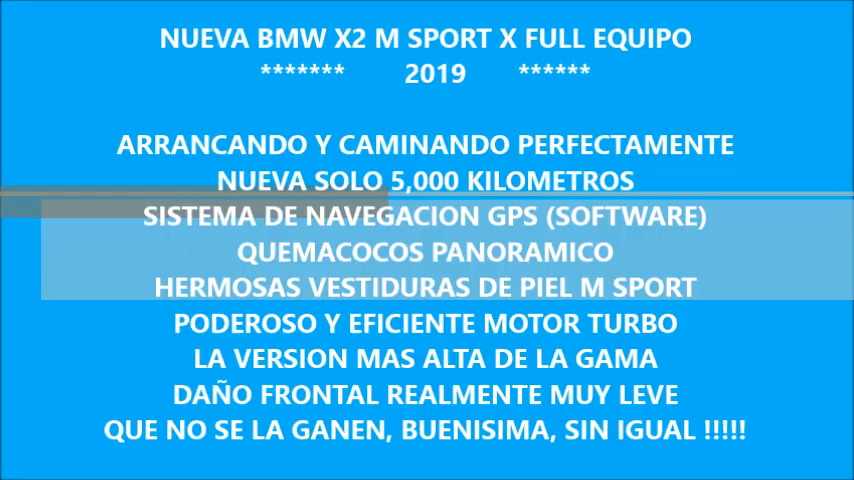 NUEVA BMW X2 M SPORT X FULL EQUIPO
******* 2019 ******
ARRANCANDO Y CAMINANDO PERFECTAMENTE
NUEVA SOLO 5,000 KILOMETROS
SISTEMA DE NAVEGACION GPS (SOFTWARE)
QUEMACOCOS PANORAMICO
HERMOSAS VESTIDURAS DE PIEL M SPORT
PODEROSO Y EFICIENTE MOTOR TURBO
LA VERSION MAS ALTA DE LA GAMA
DAÑO FRONTAL REALMENTE MUY LEVE
QUE NO SE LA GANEN, BUENISIMA, SIN IGUAL !!!!!